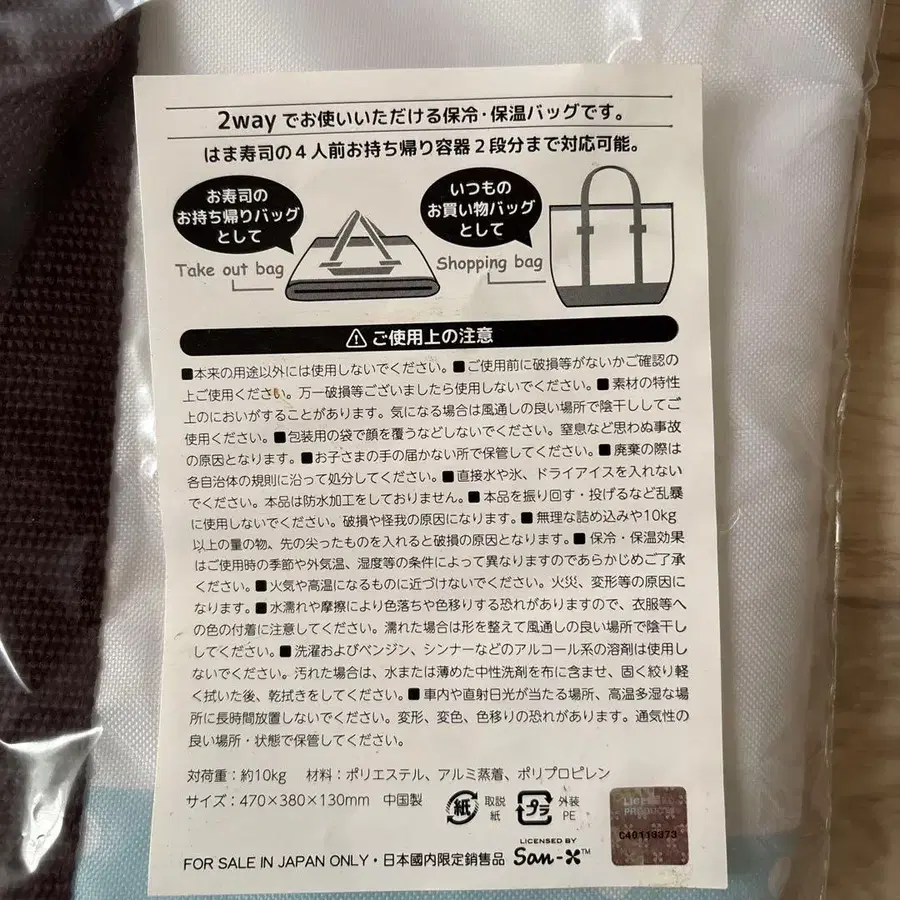 2wayでお使いいただける保冷・保温バッグです。
はま寿司の4人前お持ち帰り容器2段分まで対応可能。
お寿司の
お持ち帰りバッグ
として
Take out bag
いつもの
お買い物バッグ
として
Shopping bag
⚠ご使用上の注意
■本来の用途以外には使用しないでください。■ご使用前に破損等がないかご確認の
上ご使用ください。万一破損等ございましたら使用しないでください。■素材の特性
上のにおいがすることがあります。気になる場合は風通しの良い場所で陰干ししてご
使用ください。■包装用の袋で顔を覆うなどしないでください。窒息など思わぬ事故
の原因となります。■お子さまの手の届かない所で保管してください。■廃棄の際は
各自治体の規則に沿って処分してください。■直接水や氷、ドライアイスを入れない
でください。本品は防水加工をしておりません。■本品を振り回す・投げるなど乱暴
に使用しないでください。破損や怪我の原因になります。■無理な詰め込みや10kg
以上の量の物、先の尖ったものを入れると破損の原因となります。■保冷・保温効果
はご使用時の季節や外気温、湿度等の条件によって異なりますのであらかじめご了承
ください。■火気や高温になるものに近づけないでください。火災、変形等の原因に
なります。■水濡れや摩擦により色落ちや色移りする恐れがありますので、衣服等へ
の色の付着に注意してください。濡れた場合は形を整えて風通しの良い場所で陰干し
してください。■洗濯およびベンジン、シンナーなどのアルコール系の溶剤は使用し
ないでください。汚れた場合は、水または薄めた中性洗剤を布に含ませ、固く絞り軽
く拭いた後、乾拭きをしてください。■車内や直射日光が当たる場所、高温多湿な場
所に長時間放置しないでください。変形、変色、色移りの恐れがあります。通気性の
良い場所・状態で保管してください。
対荷重：約10kg 材料：ポリエステル、アルミ蒸着、ポリプロピレン
サイズ：470×380×130mm 中国製
紙 取説 紙
プラ 外装 PE
LICENSED PRODUCTS
C40113373
FOR SALE IN JAPAN ONLY・日本國内限定銷售品
LICENSED BY
San-X™